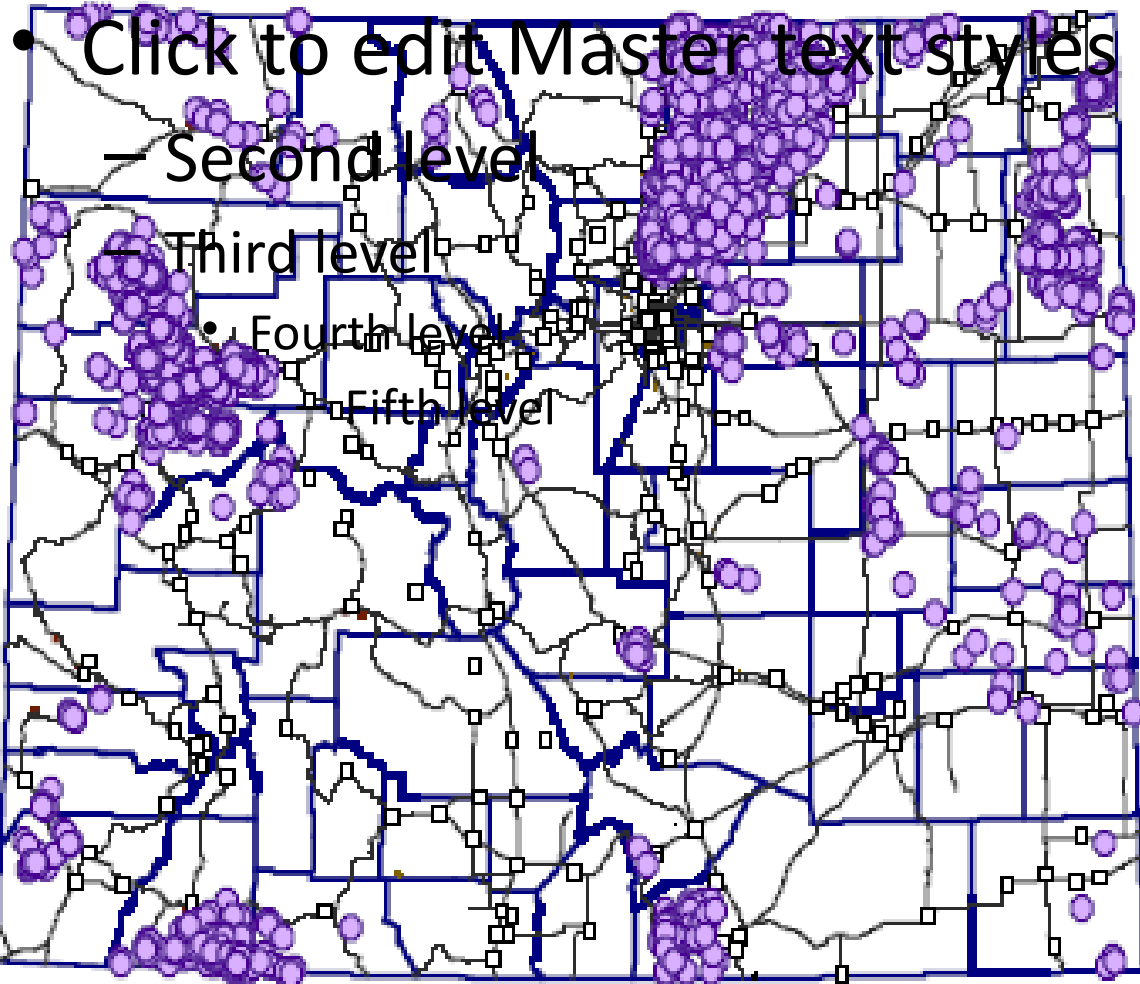 • Click to edit Master text styles
– Second level
– Third level
• Fourth level
– Fifth level